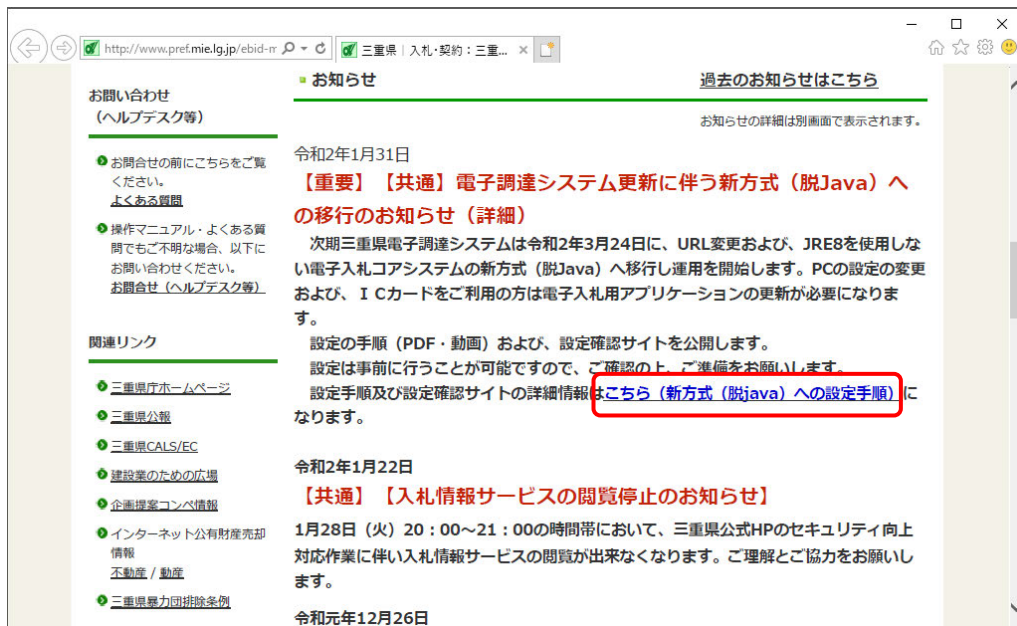 http://www.pref.mie.lg.jp/ebid-m
三重県｜入札・契約：三重...
お問い合わせ
（ヘルプデスク等）
お問合せの前にこちらをご覧
ください。
よくある質問
操作マニュアル・よくある質
問でもご不明な場合、以下に
お問い合わせください。
お問合せ（ヘルプデスク等）
関連リンク
三重県庁ホームページ
三重県公報
三重県CALS/EC
建設業のための広場
企画提案コンペ情報
インターネット公有財産売却
情報
不動産 / 動産
三重県暴力団排除条例
お知らせ
過去のお知らせはこちら
お知らせの詳細は別画面で表示されます。
令和2年1月31日
【重要】【共通】電子調達システム更新に伴う新方式（脱Java）へ
の移行のお知らせ（詳細）
次期三重県電子調達システムは令和2年3月24日に、URL変更および、JRE8を使用しな
い電子入札コアシステムの新方式（脱Java）へ移行し運用を開始します。PCの設定の変更
および、ＩＣカードをご利用の方は電子入札用アプリケーションの更新が必要になりま
す。
設定の手順（PDF・動画）および、設定確認サイトを公開します。
設定は事前に行うことが可能ですので、ご確認の上、ご準備をお願いします。
設定手順及び設定確認サイトの詳細情報はこちら（新方式（脱java）への設定手順）に
なります。
令和2年1月22日
【共通】【入札情報サービスの閲覧停止のお知らせ】
1月28日（火）20：00～21：00の時間帯において、三重県公式HPのセキュリティ向上
対応作業に伴い入札情報サービスの閲覧が出来なくなります。ご理解とご協力をお願いし
ます。
令和元年12月26日